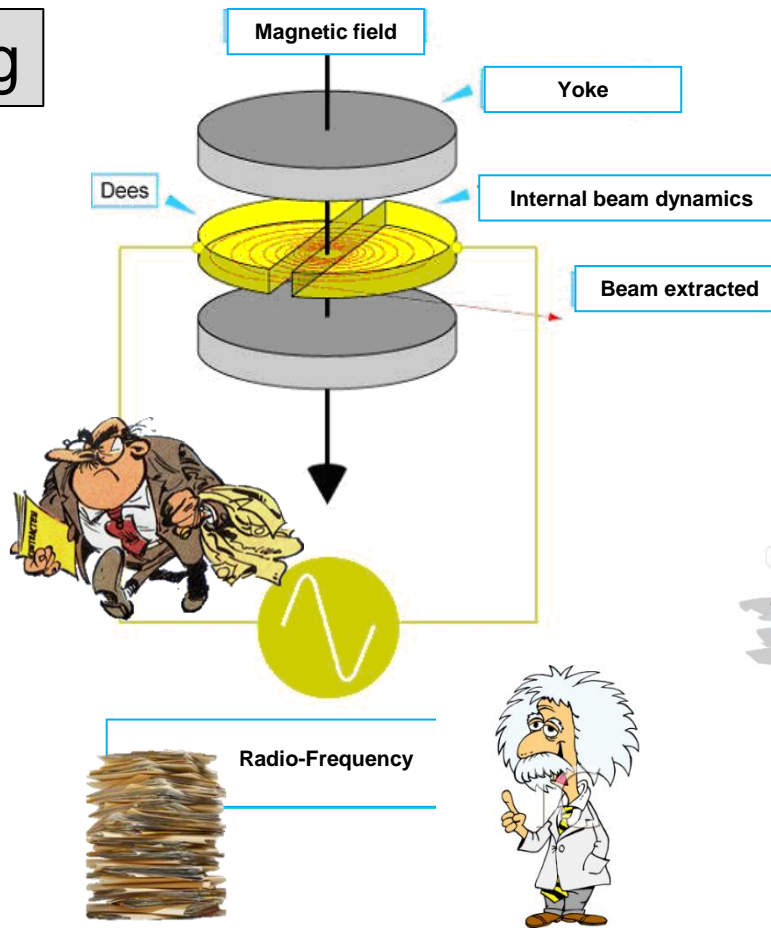 g
Magnetic field
Yoke
Dees
Internal beam dynamics
Beam extracted
Radio-Frequency